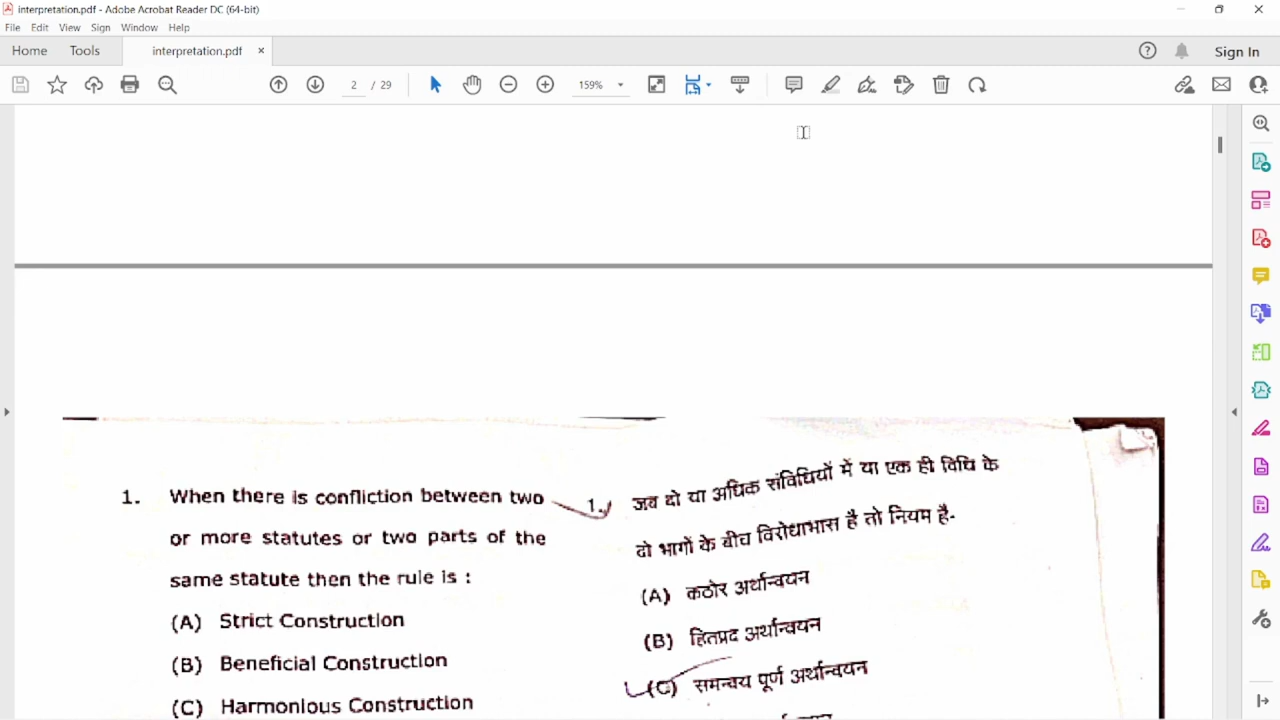 interpretation.pdf - Adobe Acrobat Reader DC (64-bit)
File Edit View Sign Window Help
Home Tools interpretation.pdf × Sign In
2 / 29 159%
1. When there is confliction between two
or more statutes or two parts of the
same statute then the rule is :
(A) Strict Construction
(B) Beneficial Construction
(C) Harmonious Construction
1. जब दो या अधिक संविधियों में या एक ही विधि के
दो भागों के बीच विरोधाभास है तो नियम है-
(A) कठोर अर्थान्वयन
(B) हितप्रद अर्थान्वयन
(C) समन्वय पूर्ण अर्थान्वयन